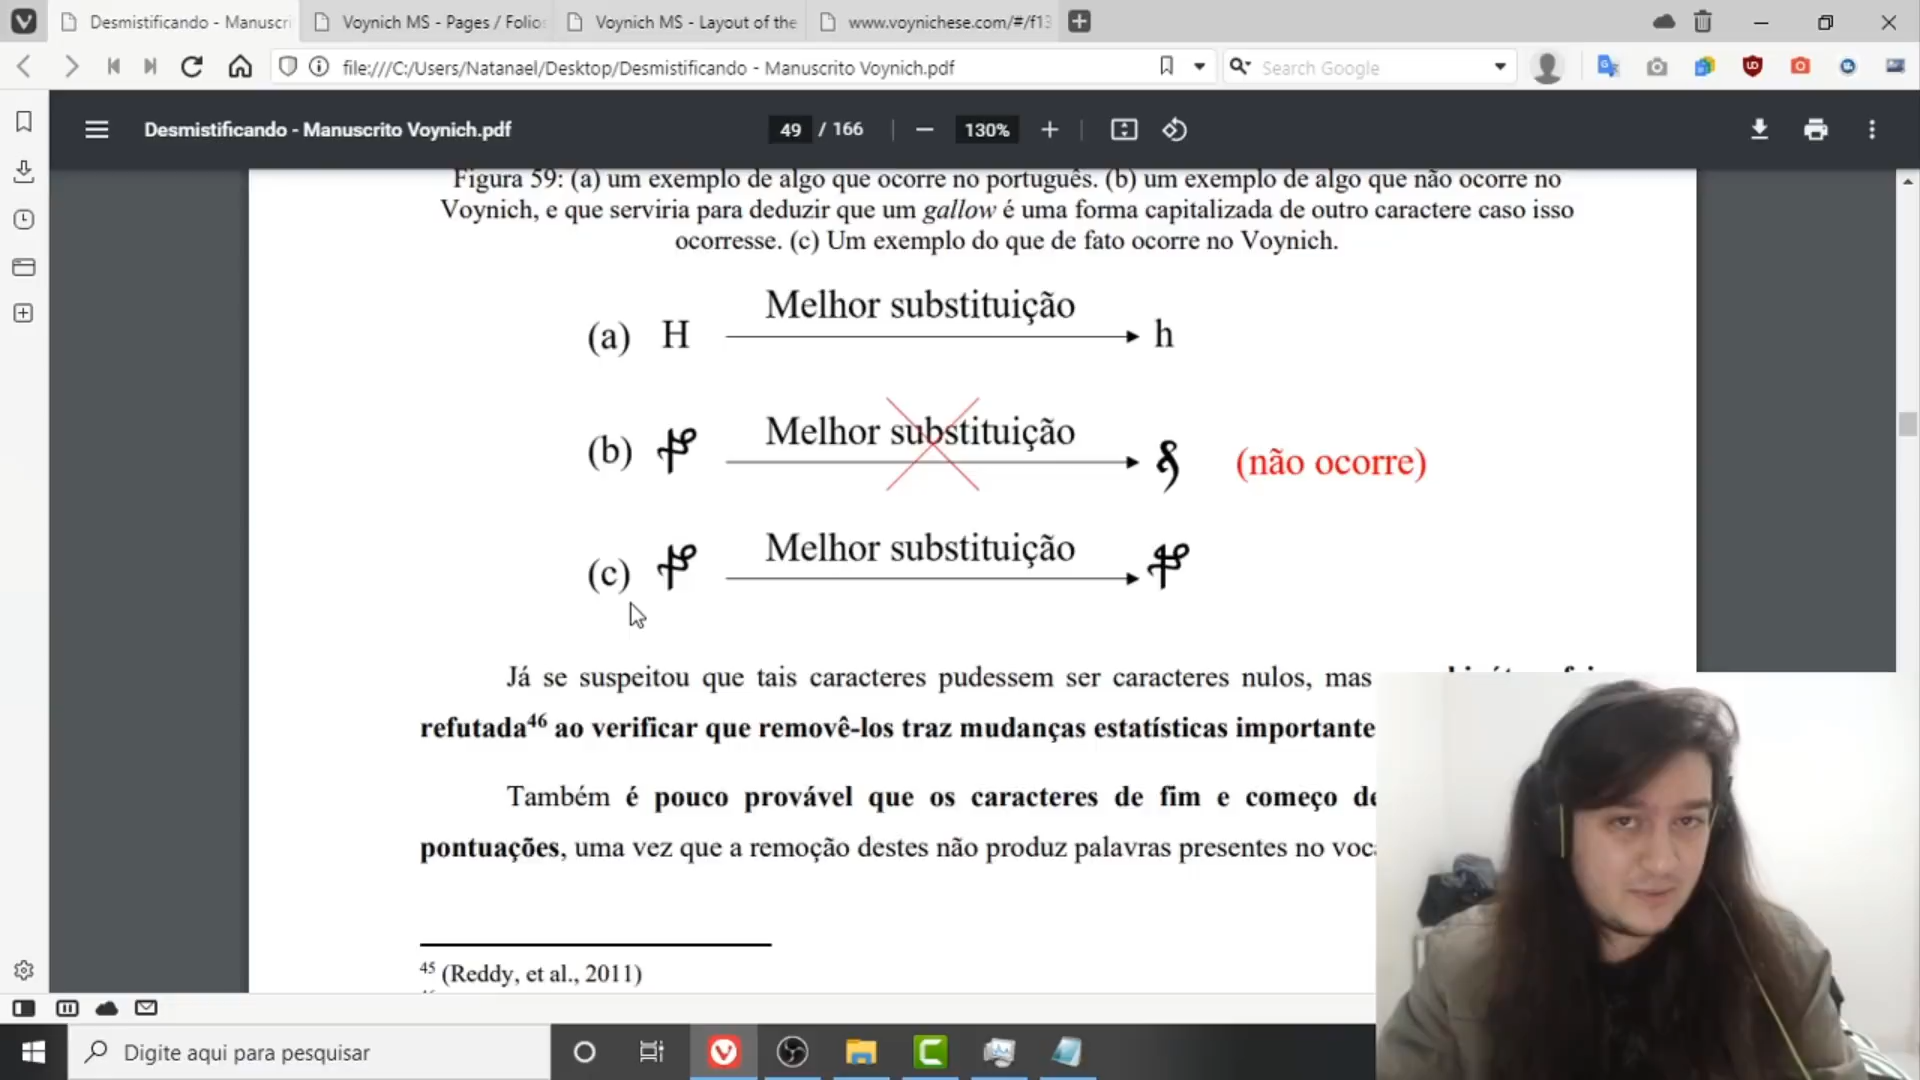 Desmistificando - Manuscri
Voynich MS - Pages / Folios
Voynich MS - Layout of the
www.voynichese.com/#/f13
file:///C:/Users/Natanael/Desktop/Desmistificando - Manuscrito Voynich.pdf
Search Google
Desmistificando - Manuscrito Voynich.pdf
49 / 166
130%
Figura 59: (a) um exemplo de algo que ocorre no português. (b) um exemplo de algo que não ocorre no
Voynich, e que serviria para deduzir que um gallow é uma forma capitalizada de outro caractere caso isso
ocorresse. (c) Um exemplo do que de fato ocorre no Voynich.
Melhor substituição
(a) H h
Melhor substituição
(b) (não ocorre)
Melhor substituição
(c)
Já se suspeitou que tais caracteres pudessem ser caracteres nulos, mas
refutada46 ao verificar que removê-los traz mudanças estatísticas importante
Também é pouco provável que os caracteres de fim e começo de
pontuações, uma vez que a remoção destes não produz palavras presentes no voc
45 (Reddy, et al., 2011)
Digite aqui para pesquisar